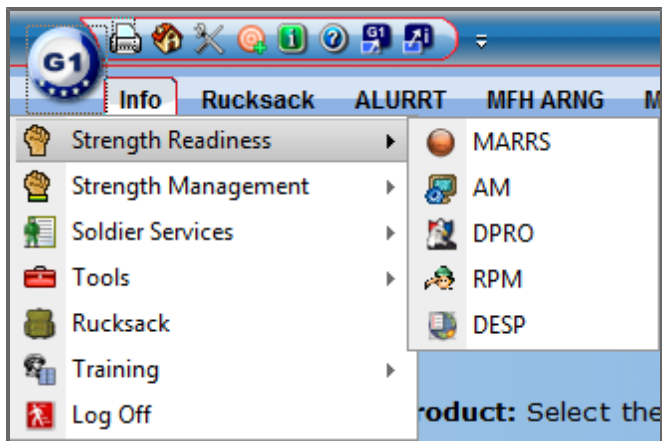 G1
G1
Info Rucksack ALURRT MFH ARNG M
Strength Readiness
Strength Management
Soldier Services
Tools
Rucksack
Training
Log Off
MARRS
AM
DPRO
RPM
DESP
roduct: Select the